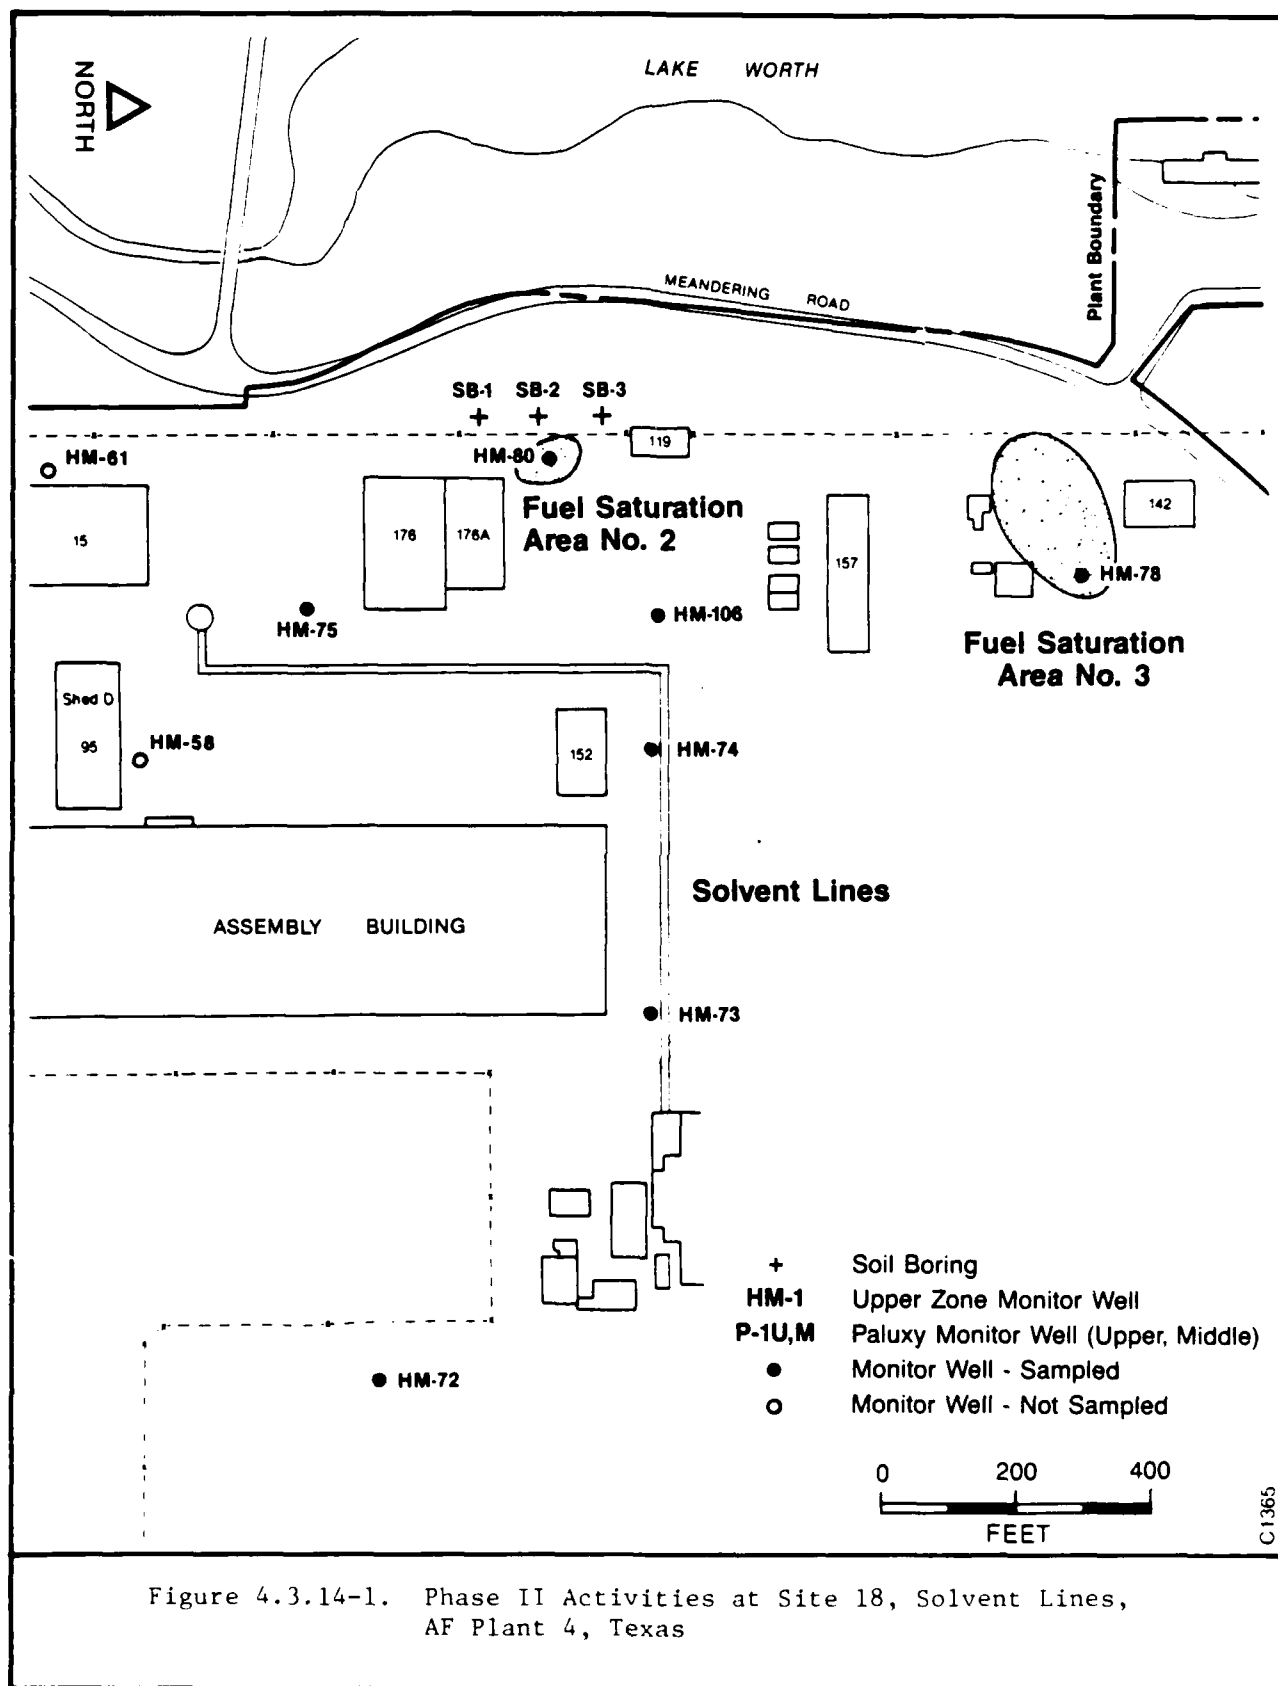 LAKE WORTH
NORTH
Plant Boundary
MEANDERING ROAD
SB-1 SB-2 SB-3
HM-61
HM-80
119
Fuel Saturation
Area No. 2
15
176
176A
157
142
HM-78
HM-75
HM-106
Fuel Saturation
Area No. 3
Shed D
95
HM-58
152
HM-74
Solvent Lines
ASSEMBLY BUILDING
HM-73
+ Soil Boring
HM-1 Upper Zone Monitor Well
P-1U,M Paluxy Monitor Well (Upper, Middle)
● Monitor Well - Sampled
○ Monitor Well - Not Sampled
HM-72
0 200 400
FEET
C1365
Figure 4.3.14-1. Phase II Activities at Site 18, Solvent Lines,
AF Plant 4, Texas